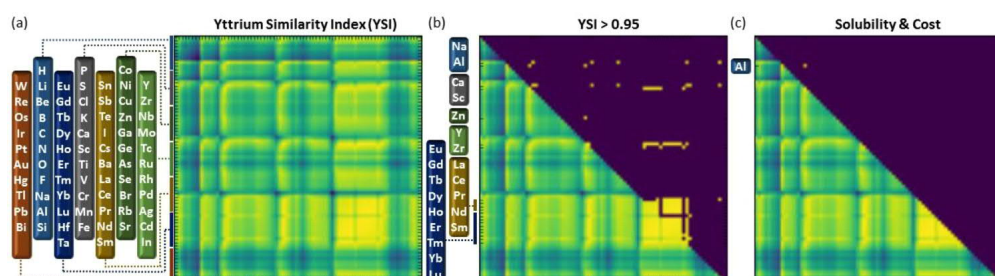 (a)
Yttrium Similarity Index (YSI)
(b)
YSI > 0.95
(c)
Solubility & Cost
W
Re
Os
Ir
Pt
Au
Hg
Tl
Pb
Bi
H
Li
Be
B
C
N
O
F
Na
Al
Si
Eu
Gd
Tb
Dy
Ho
Er
Tm
Yb
Lu
Hf
Ta
P
S
Cl
K
Ca
Sc
Ti
V
Cr
Mn
Fe
Sn
Sb
Te
I
Cs
Ba
La
Ce
Pr
Nd
Sm
Co
Ni
Cu
Zn
Ga
Ge
As
Se
Br
Rb
Sr
Y
Zr
Nb
Mo
Tc
Ru
Rh
Pd
Ag
Cd
In
Eu
Gd
Tb
Dy
Ho
Er
Tm
Yb
Lu
Na
Al
Ca
Sc
Zn
Y
Zr
La
Ce
Pr
Nd
Sm
Al